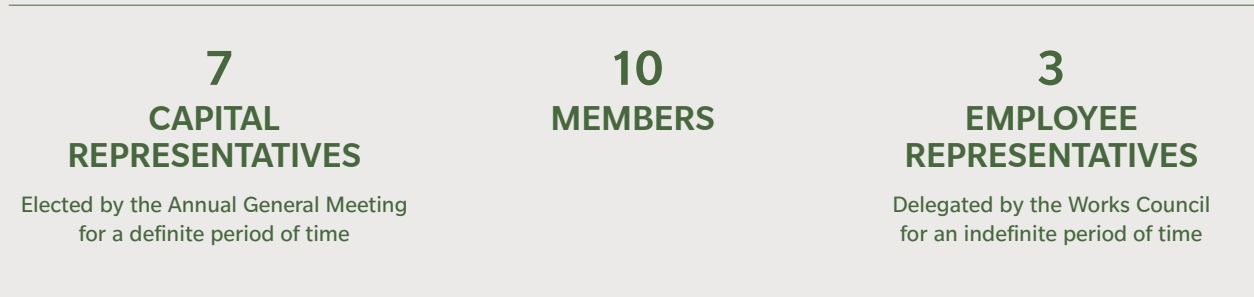 7
CAPITAL
REPRESENTATIVES
Elected by the Annual General Meeting
for a definite period of time
10
MEMBERS
3
EMPLOYEE
REPRESENTATIVES
Delegated by the Works Council
for an indefinite period of time